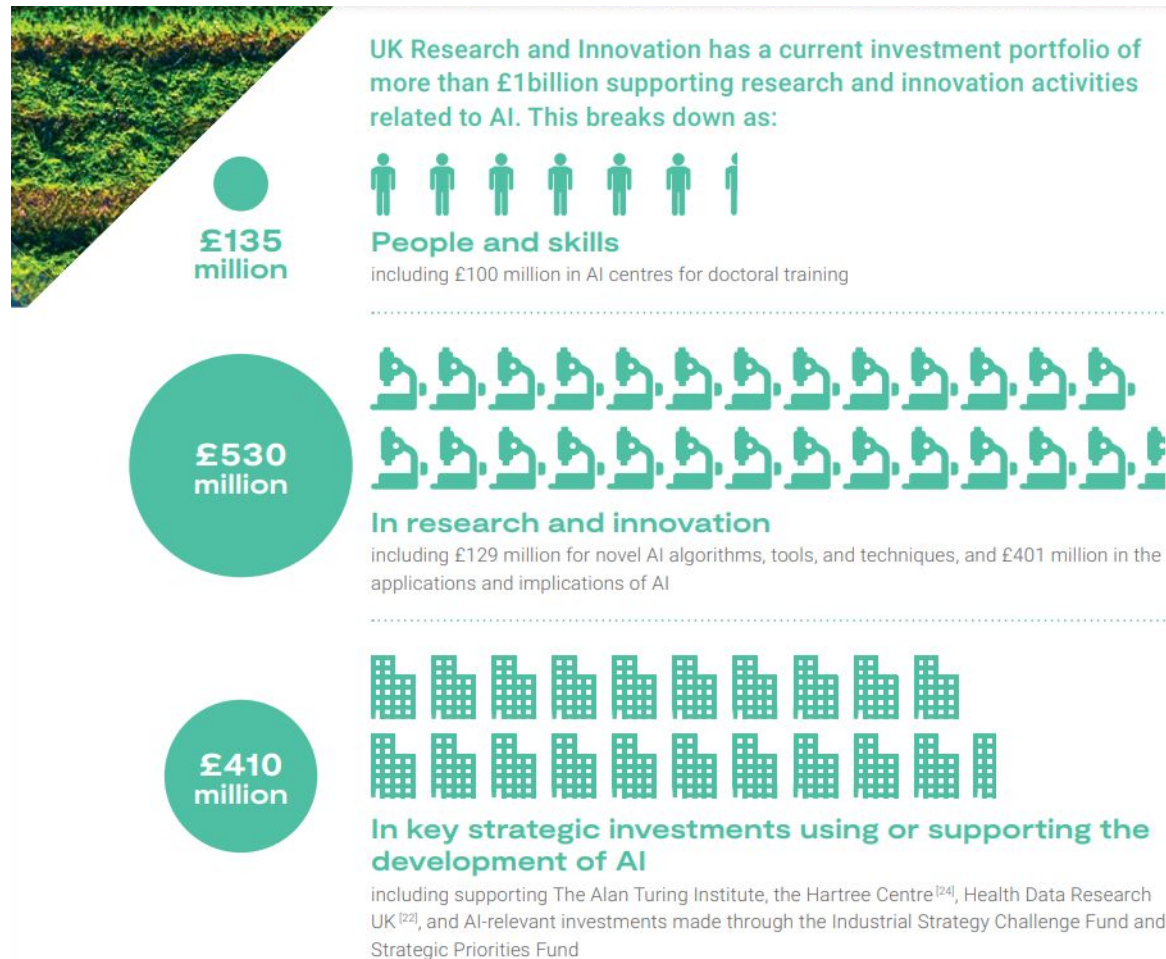 UK Research and Innovation has a current investment portfolio of
more than £1billion supporting research and innovation activities
related to AI. This breaks down as:
£135
million
People and skills
including £100 million in AI centres for doctoral training
£530
million
In research and innovation
including £129 million for novel AI algorithms, tools, and techniques, and £401 million in the
applications and implications of AI
£410
million
In key strategic investments using or supporting the
development of AI
including supporting The Alan Turing Institute, the Hartree Centre [24], Health Data Research
UK [22], and AI-relevant investments made through the Industrial Strategy Challenge Fund and
Strategic Priorities Fund